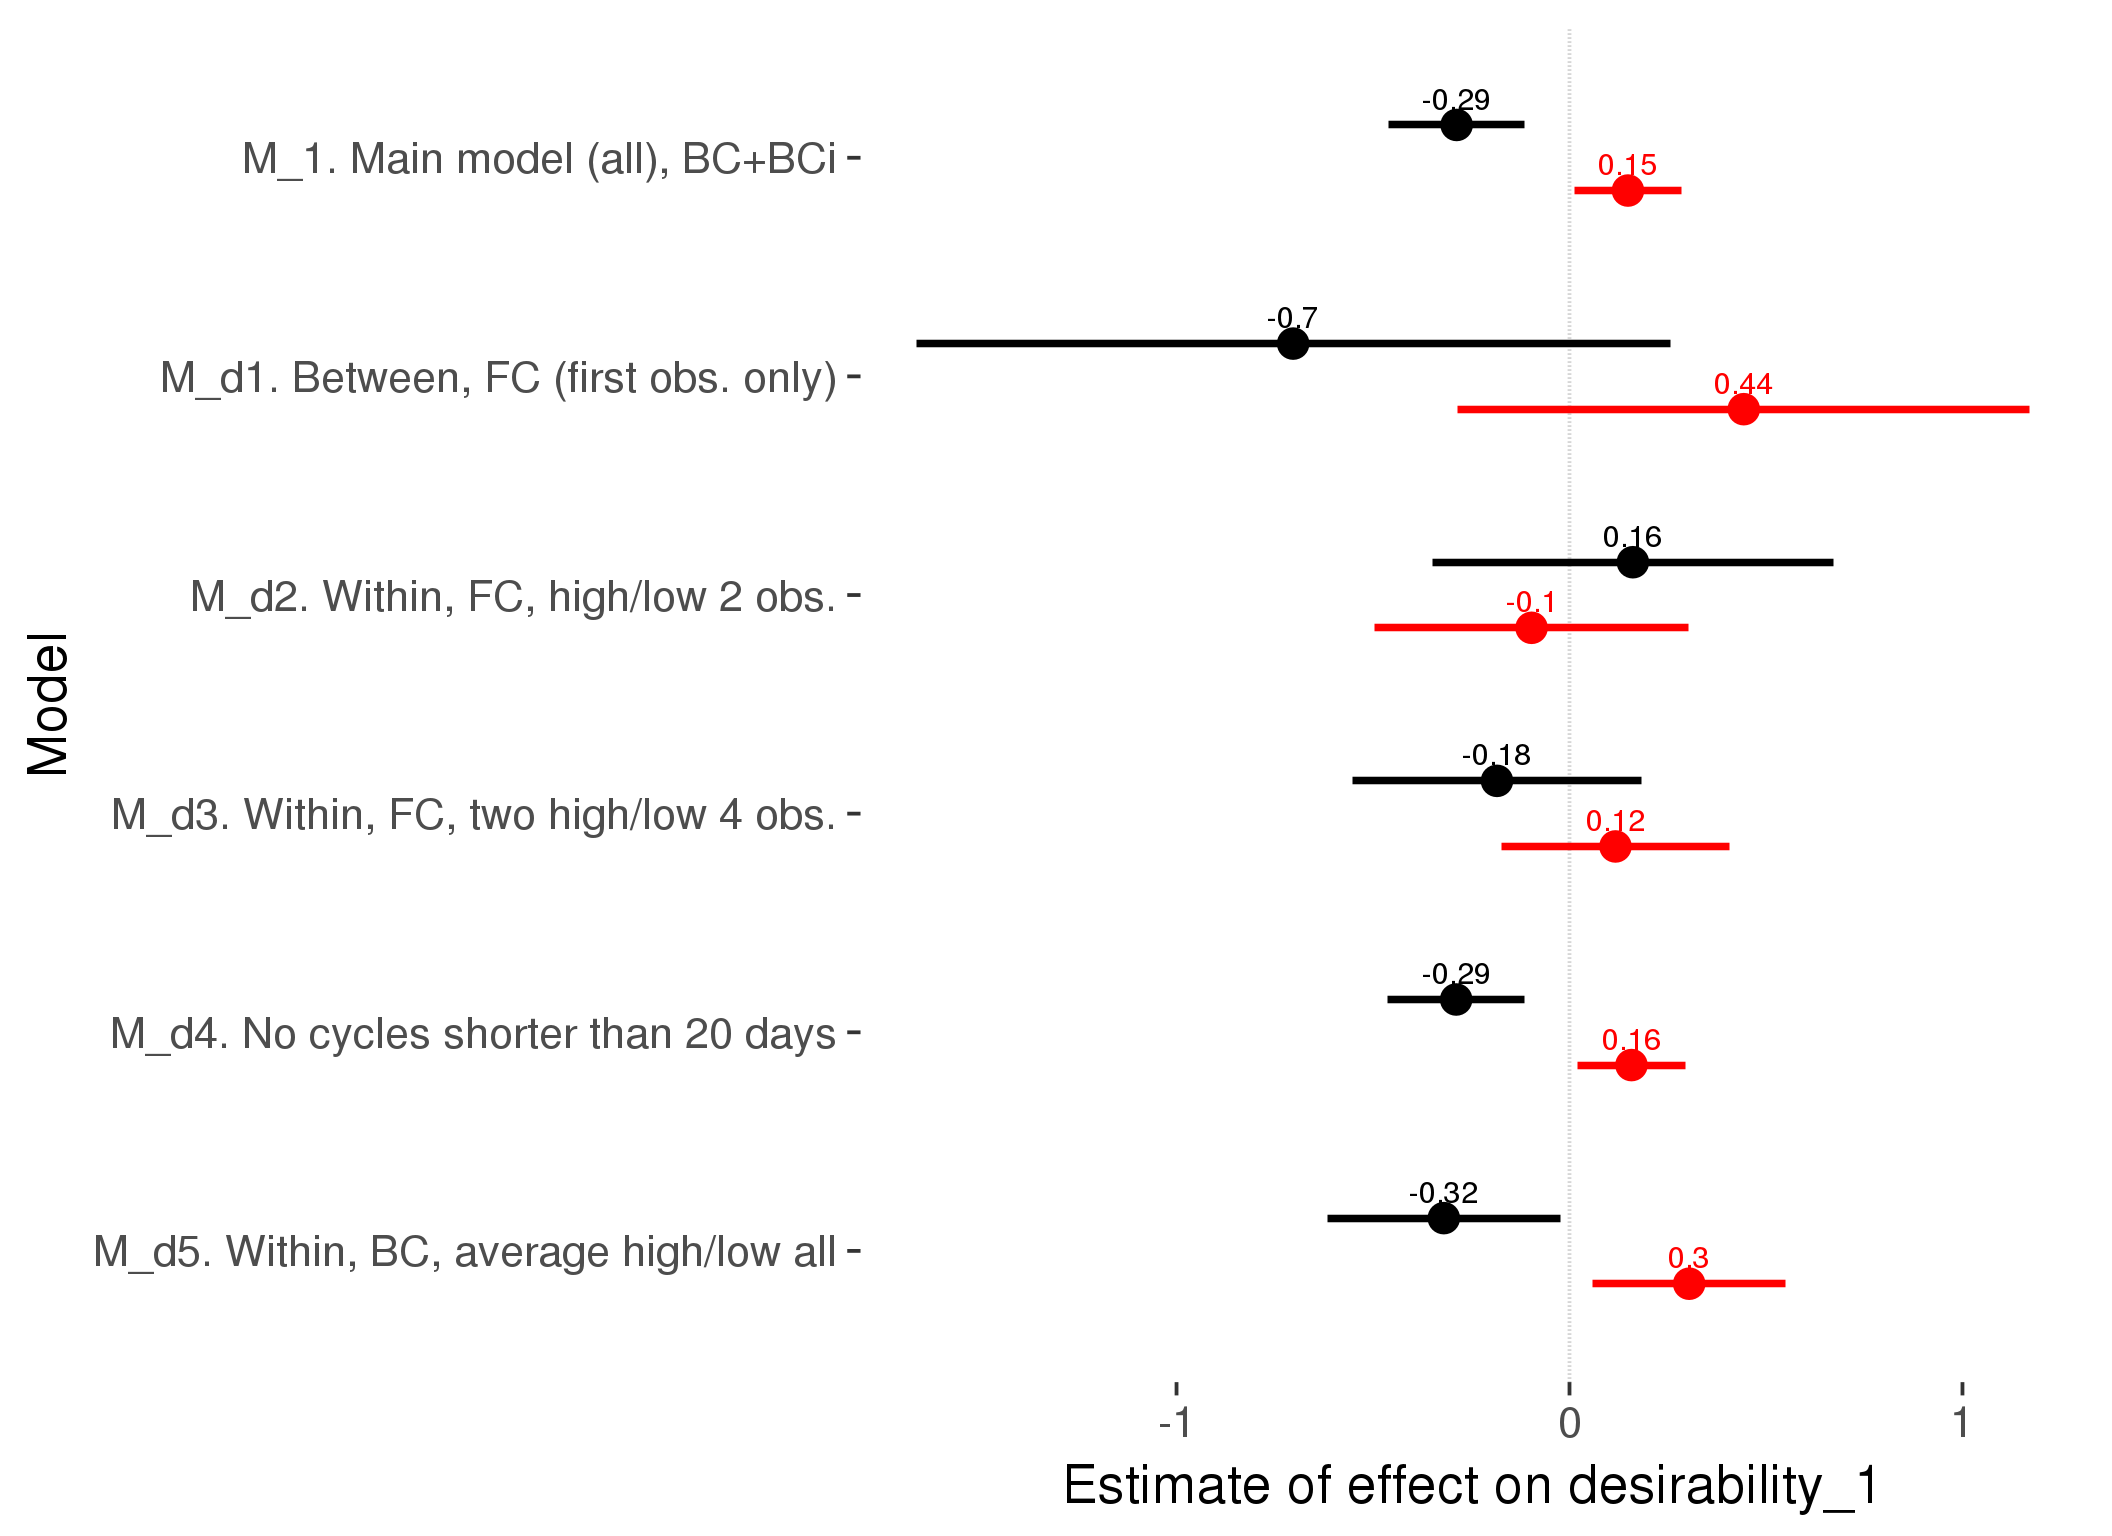 -0.29
M_1. Main model (all), BC+BCi
0.15
-0.7
M_d1. Between, FC (first obs. only)
0.44
0.16
M_d2. Within, FC, high/low 2 obs.
-0.1
Model
-0.18
M_d3. Within, FC, two high/low 4 obs.
0.12
-0.29
M_d4. No cycles shorter than 20 days
0.16
-0.32
M_d5. Within, BC, average high/low all
0.3
-1 0 1
Estimate of effect on desirability_1